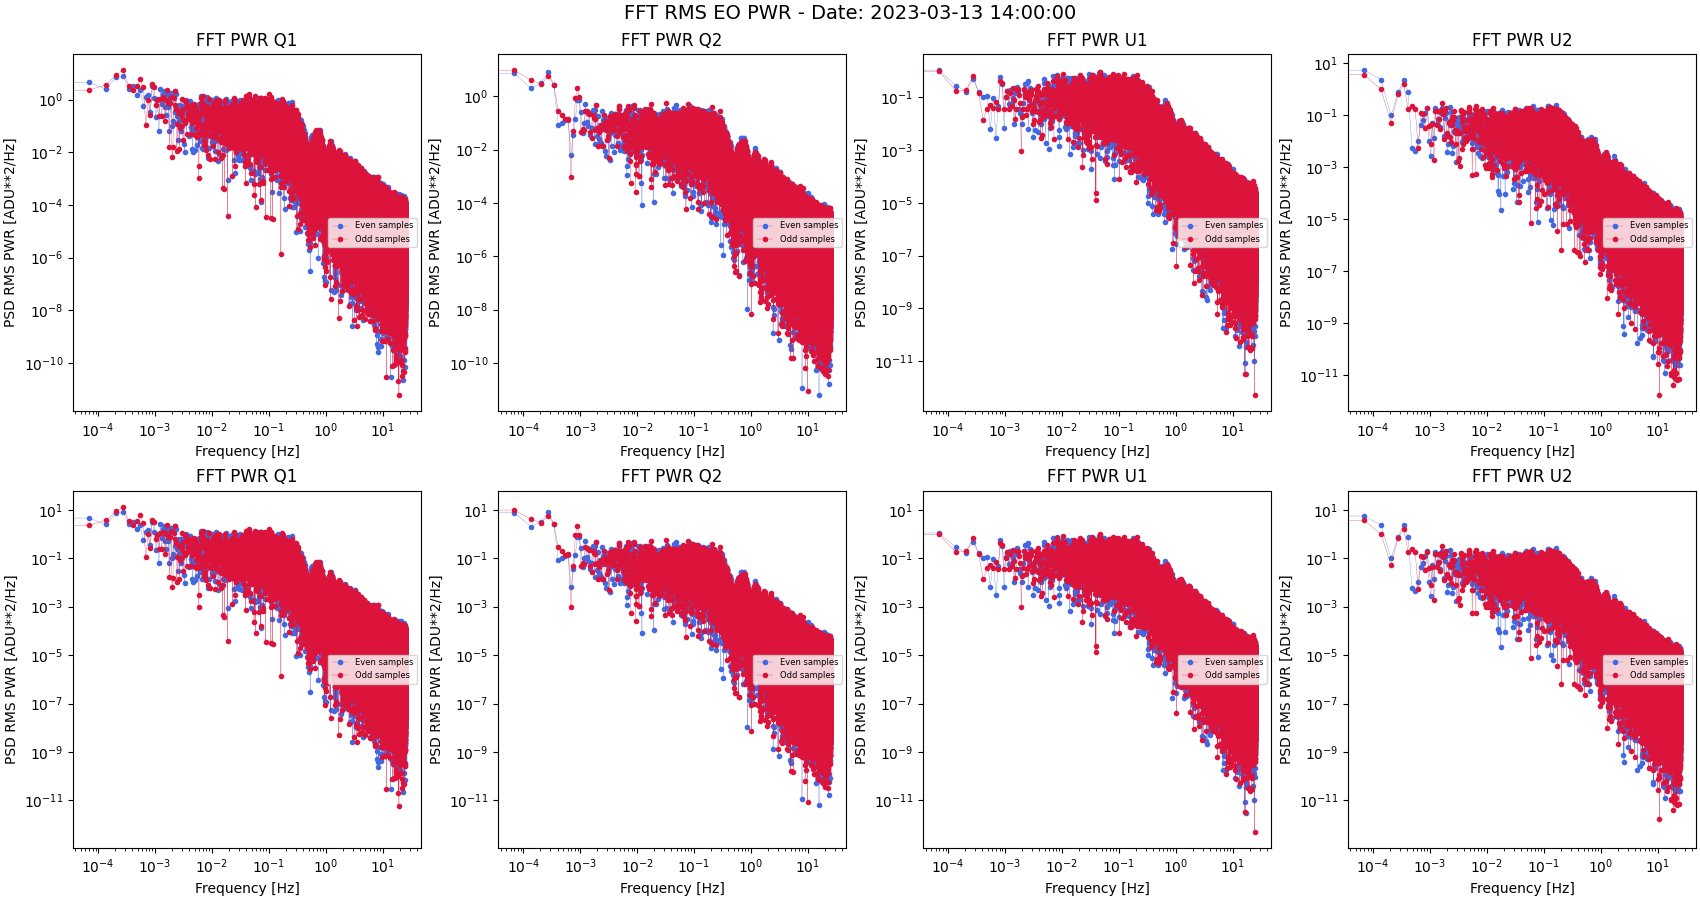 FFT RMS EO PWR - Date: 2023-03-13 14:00:00
FFT PWR Q1
FFT PWR Q2
FFT PWR U1
FFT PWR U2
PSD RMS PWR [ADU**2/Hz]
10^0
10^-2
10^-4
10^-6
10^-8
10^-10
Even samples
Odd samples
10^-4 10^-3 10^-2 10^-1 10^0 10^1
Frequency [Hz]
PSD RMS PWR [ADU**2/Hz]
10^0
10^-2
10^-4
10^-6
10^-8
10^-10
Even samples
Odd samples
10^-4 10^-3 10^-2 10^-1 10^0 10^1
Frequency [Hz]
PSD RMS PWR [ADU**2/Hz]
10^-1
10^-3
10^-5
10^-7
10^-9
10^-11
Even samples
Odd samples
10^-4 10^-3 10^-2 10^-1 10^0 10^1
Frequency [Hz]
PSD RMS PWR [ADU**2/Hz]
10^1
10^-1
10^-3
10^-5
10^-7
10^-9
10^-11
Even samples
Odd samples
10^-4 10^-3 10^-2 10^-1 10^0 10^1
Frequency [Hz]
FFT PWR Q1
FFT PWR Q2
FFT PWR U1
FFT PWR U2
PSD RMS PWR [ADU**2/Hz]
10^1
10^-1
10^-3
10^-5
10^-7
10^-9
10^-11
Even samples
Odd samples
10^-4 10^-3 10^-2 10^-1 10^0 10^1
Frequency [Hz]
PSD RMS PWR [ADU**2/Hz]
10^1
10^-1
10^-3
10^-5
10^-7
10^-9
10^-11
Even samples
Odd samples
10^-4 10^-3 10^-2 10^-1 10^0 10^1
Frequency [Hz]
PSD RMS PWR [ADU**2/Hz]
10^1
10^-1
10^-3
10^-5
10^-7
10^-9
10^-11
Even samples
Odd samples
10^-4 10^-3 10^-2 10^-1 10^0 10^1
Frequency [Hz]
PSD RMS PWR [ADU**2/Hz]
10^1
10^-1
10^-3
10^-5
10^-7
10^-9
10^-11
Even samples
Odd samples
10^-4 10^-3 10^-2 10^-1 10^0 10^1
Frequency [Hz]